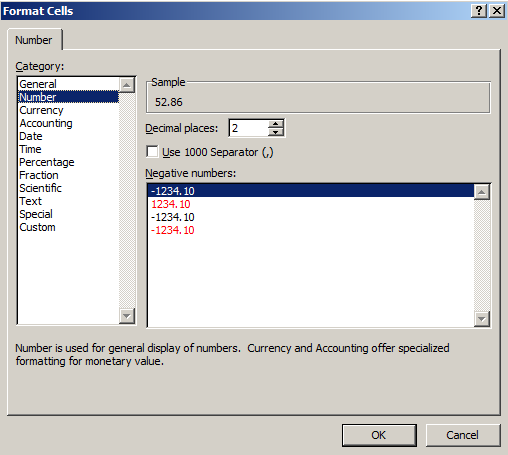 Format Cells
Number
Category:
General
Number
Currency
Accounting
Date
Time
Percentage
Fraction
Scientific
Text
Special
Custom
Sample
52.86
Decimal places: 2
Use 1000 Separator (,)
Negative numbers:
-1234.10
1234.10
-1234.10
-1234.10
Number is used for general display of numbers. Currency and Accounting offer specialized
formatting for monetary value.
OK Cancel